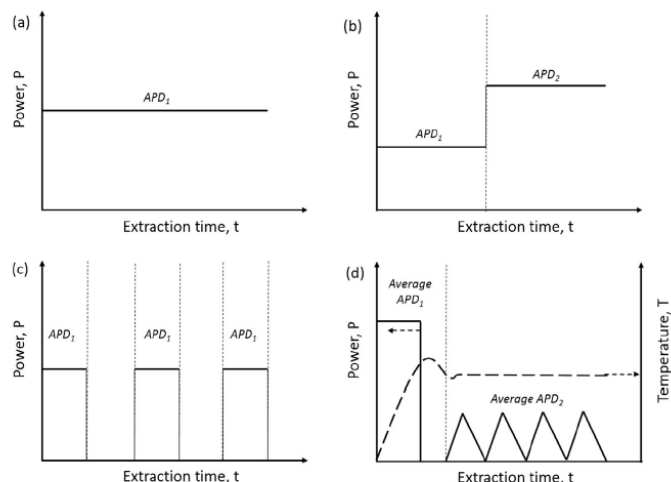 (a)
Power, P
APD₁
Extraction time, t
(b)
Power, P
APD₁
APD₂
Extraction time, t
(c)
Power, P
APD₁
APD₁
APD₁
Extraction time, t
(d)
Power, P
Average
APD₁
Average APD₂
Temperature, T
Extraction time, t